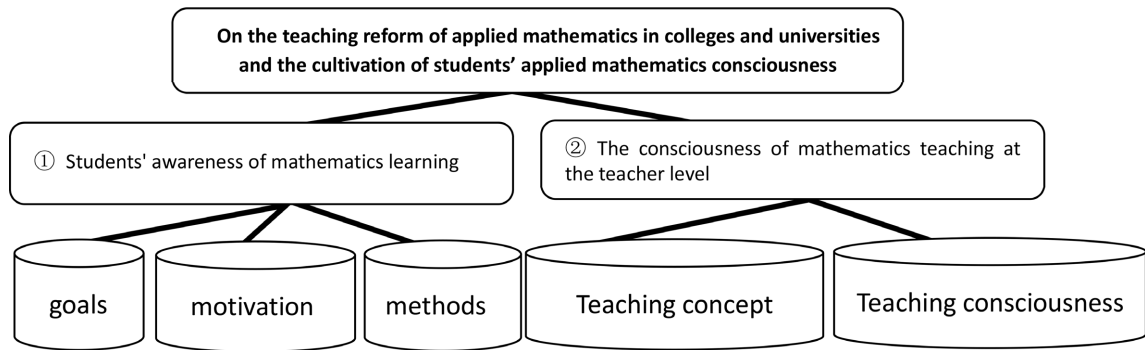 On the teaching reform of applied mathematics in colleges and universities
and the cultivation of students’ applied mathematics consciousness
① Students' awareness of mathematics learning
② The consciousness of mathematics teaching at
the teacher level
goals
motivation
methods
Teaching concept
Teaching consciousness